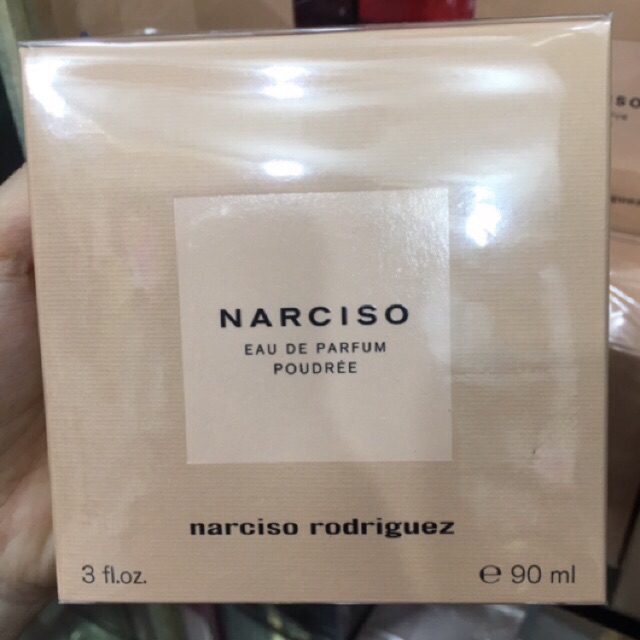 NARCISO
EAU DE PARFUM
POUDRÉE
narciso rodriguez
3 fl.oz.
℮ 90 ml